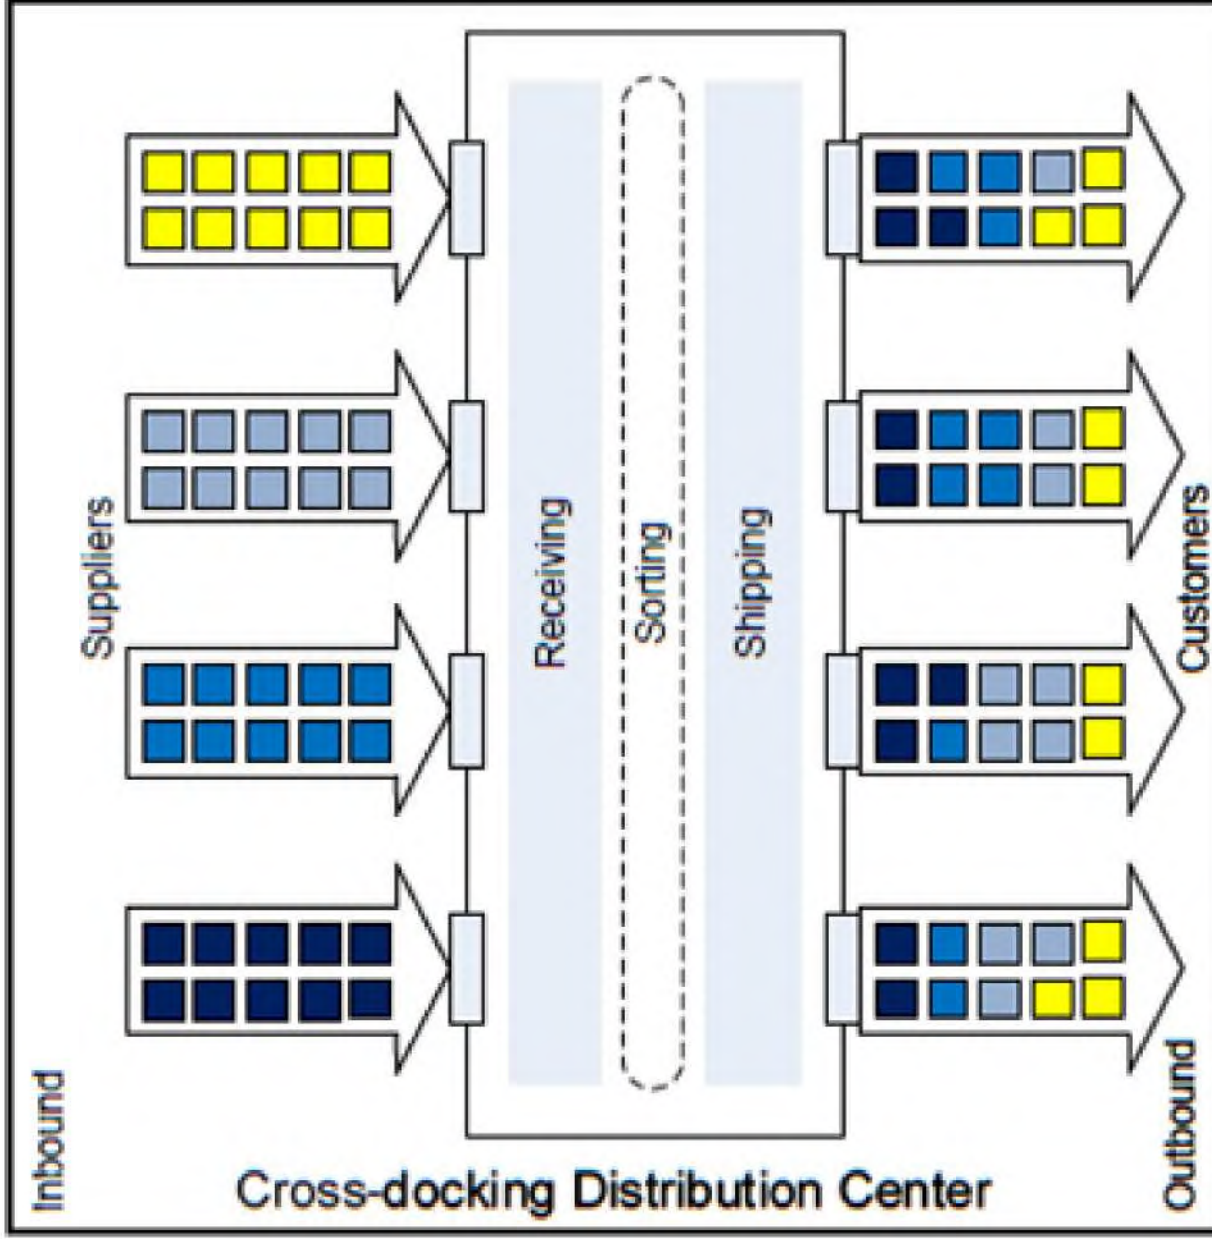 Suppliers
Receiving
Sorting
Shipping
Customers
Inbound
Outbound
Cross-docking Distribution Center